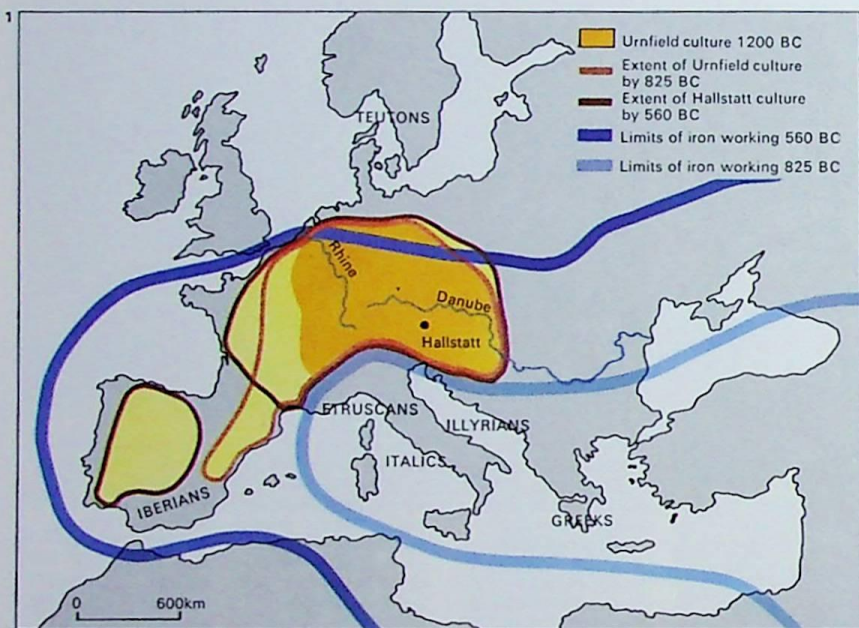 1
Urnfield culture 1200 BC
Extent of Urnfield culture
by 825 BC
Extent of Hallstatt culture
by 560 BC
Limits of iron working 560 BC
Limits of iron working 825 BC
TEUTONS
Rhine
Danube
Hallstatt
ETRUSCANS
ILLYRIANS
ITALICS
IBERIANS
GREEKS
0 600km